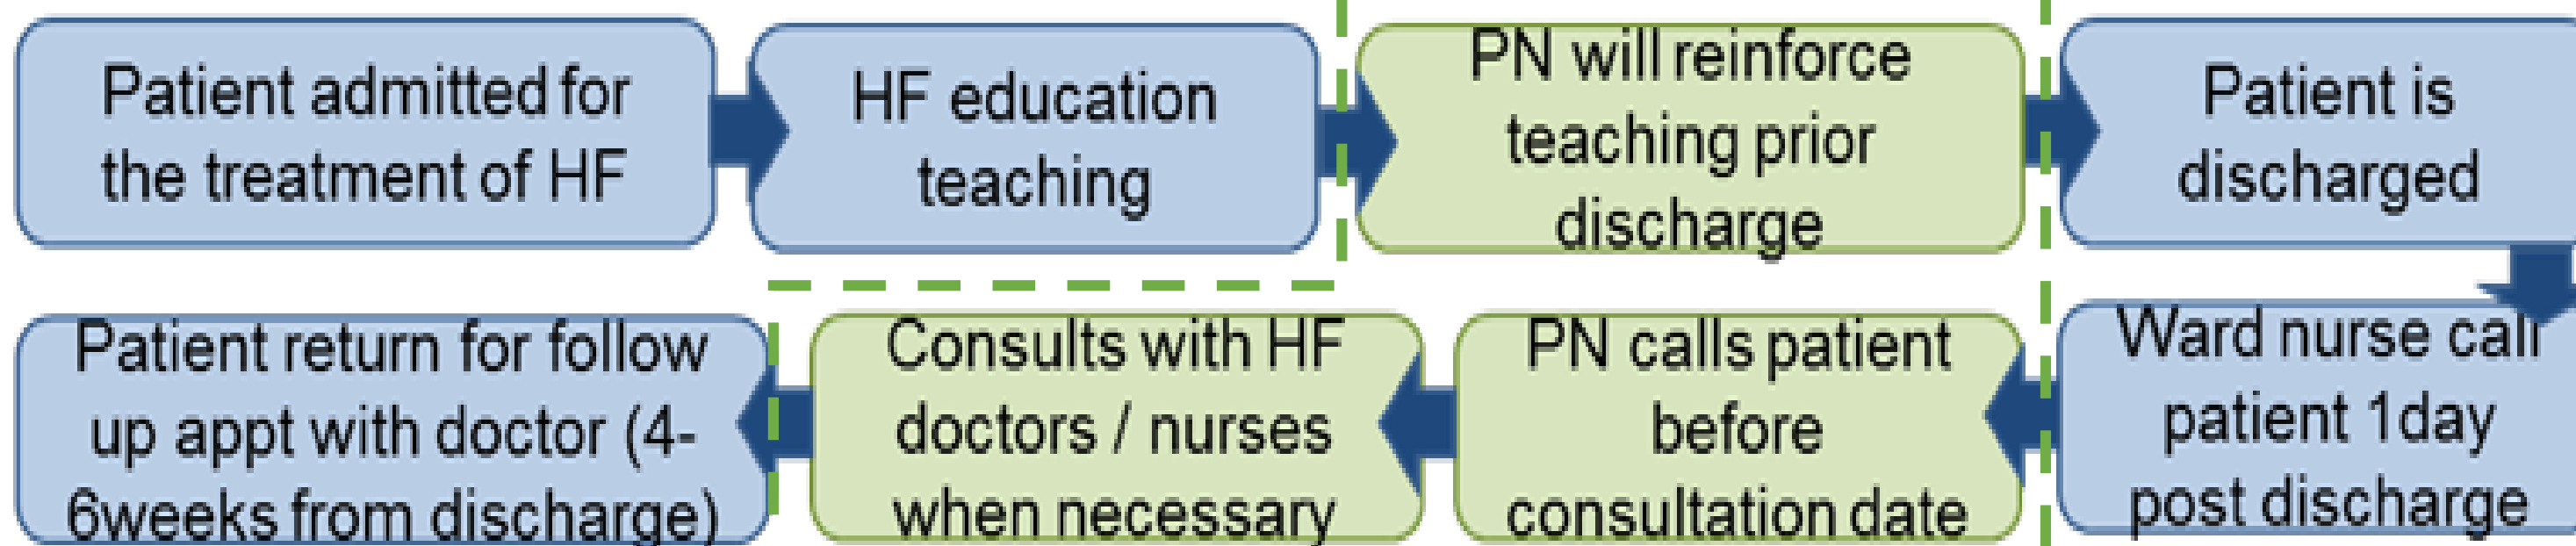 Patient admitted for
the treatment of HF
HF education
teaching
PN will reinforce
teaching prior
discharge
Patient is
discharged
Patient return for follow
up appt with doctor (4-
6weeks from discharge)
Consults with HF
doctors / nurses
when necessary
PN calls patient
before
consultation date
Ward nurse call
patient 1day
post discharge